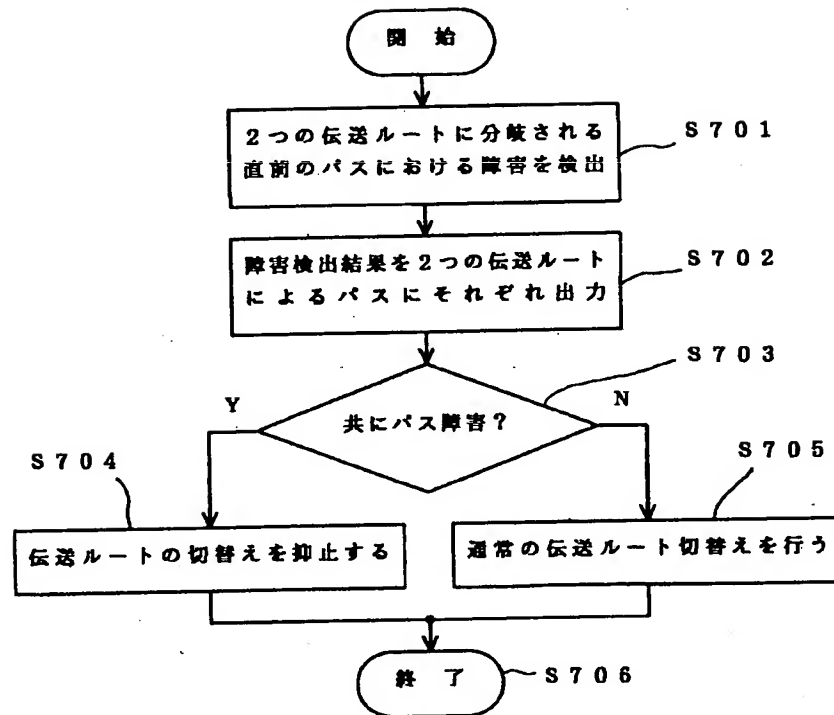 開 始
2つの伝送ルートに分岐される
直前のパスにおける障害を検出
S701
障害検出結果を2つの伝送ルート
によるパスにそれぞれ出力
S702
S703
共にパス障害？
Y
N
S704
S705
伝送ルートの切替えを抑止する
通常の伝送ルート切替えを行う
終 了
S706